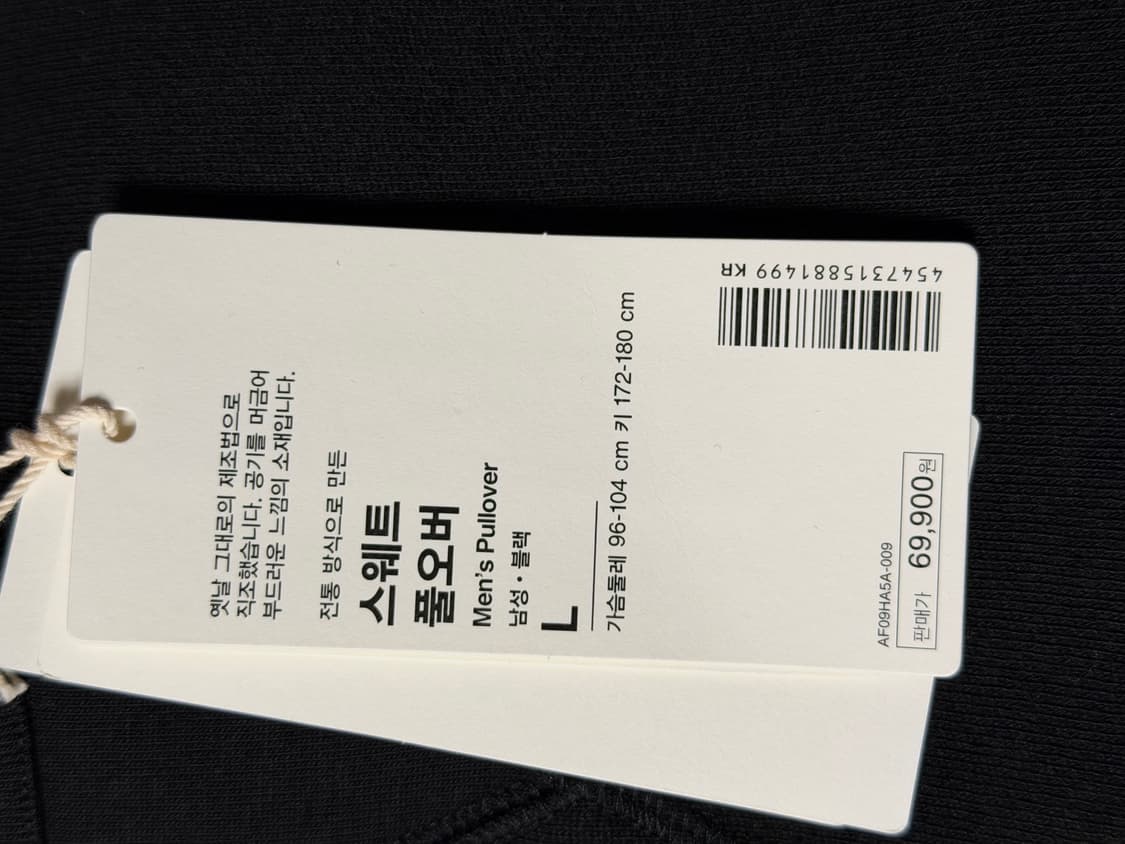 옛날 그대로의 제조법으로
직조했습니다. 공기를 머금어
부드러운 느낌의 소재입니다.
전통 방식으로 만든
스웨트
풀오버
Men's Pullover
남성・블랙
L
가슴둘레 96-104 cm 키 172-180 cm
4547315881499 KR
AF09HA5A-009
판매가 69,900원